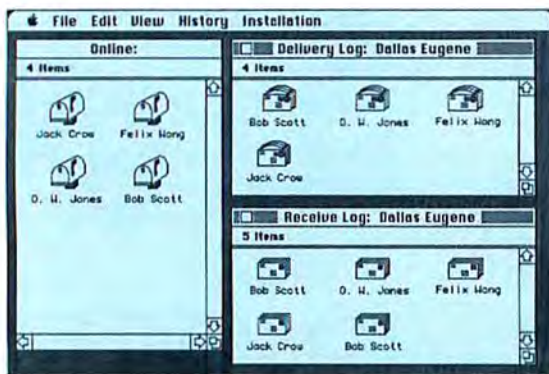 File Edit View History Installation
Online:
4 Items
Jack Crow Felix Wong
O. W. Jones Bob Scott
Delivery Log: Dallas Eugene
4 Items
Bob Scott O. W. Jones Felix Wong
Jack Crow
Receive Log: Dallas Eugene
5 Items
Bob Scott O. W. Jones Felix Wong
Jack Crow Bob Scott